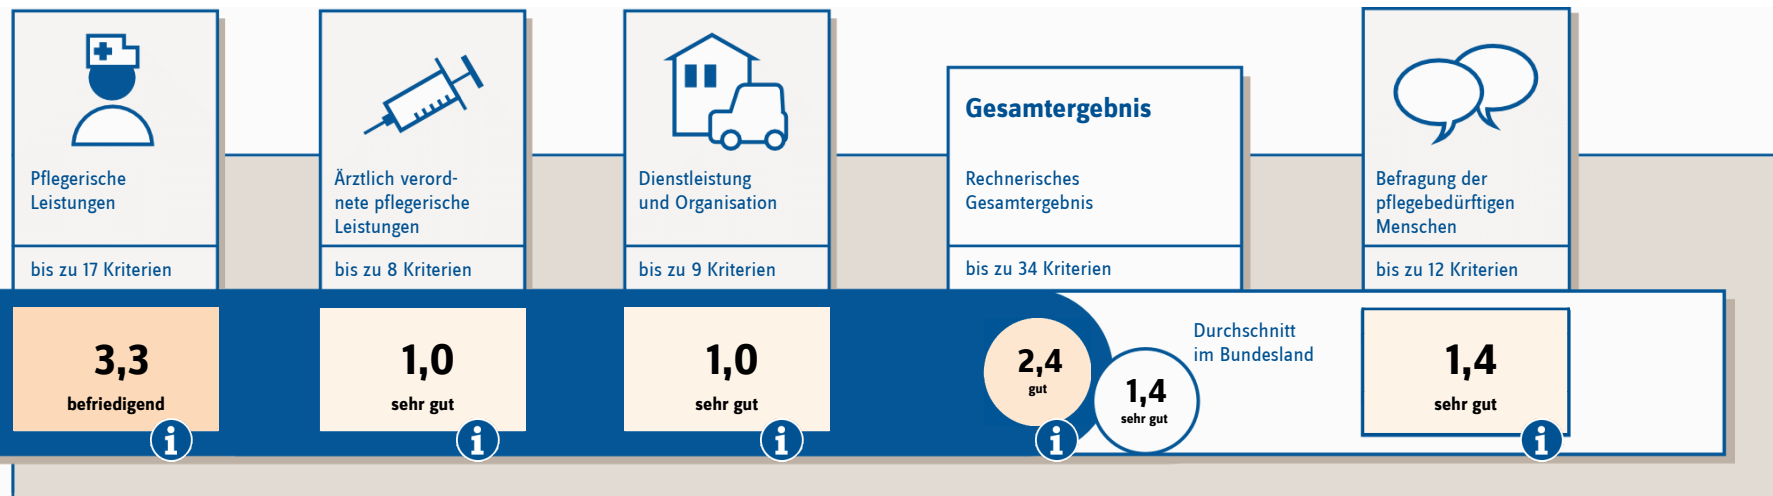 Pflegerische
Leistungen
bis zu 17 Kriterien
3,3
befriedigend
i
Ärztlich verord-
nete pflegerische
Leistungen
bis zu 8 Kriterien
1,0
sehr gut
i
Dienstleistung
und Organisation
bis zu 9 Kriterien
1,0
sehr gut
i
Gesamtergebnis
Rechnerisches
Gesamtergebnis
bis zu 34 Kriterien
2,4
gut
i
1,4
sehr gut
Durchschnitt
im Bundesland
Befragung der
pflegebedürftigen
Menschen
bis zu 12 Kriterien
1,4
sehr gut
i